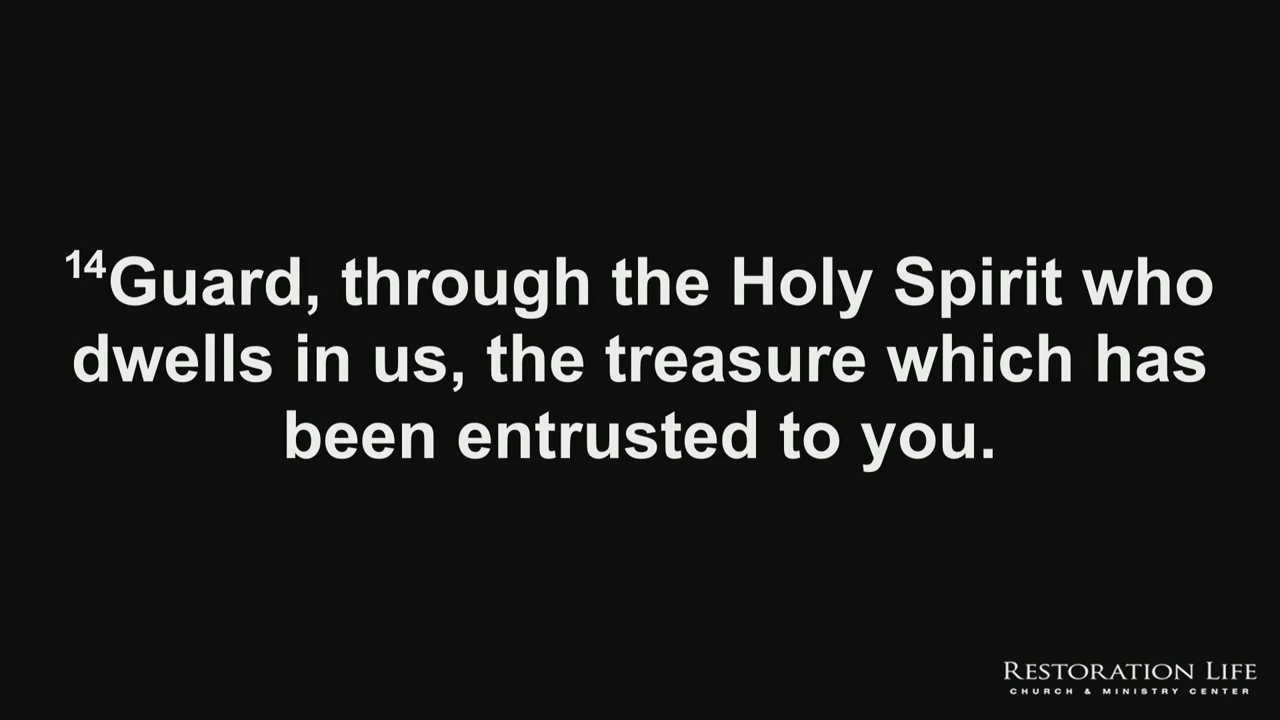 14Guard, through the Holy Spirit who
dwells in us, the treasure which has
been entrusted to you.
RESTORATION LIFE
CHURCH & MINISTRY CENTER